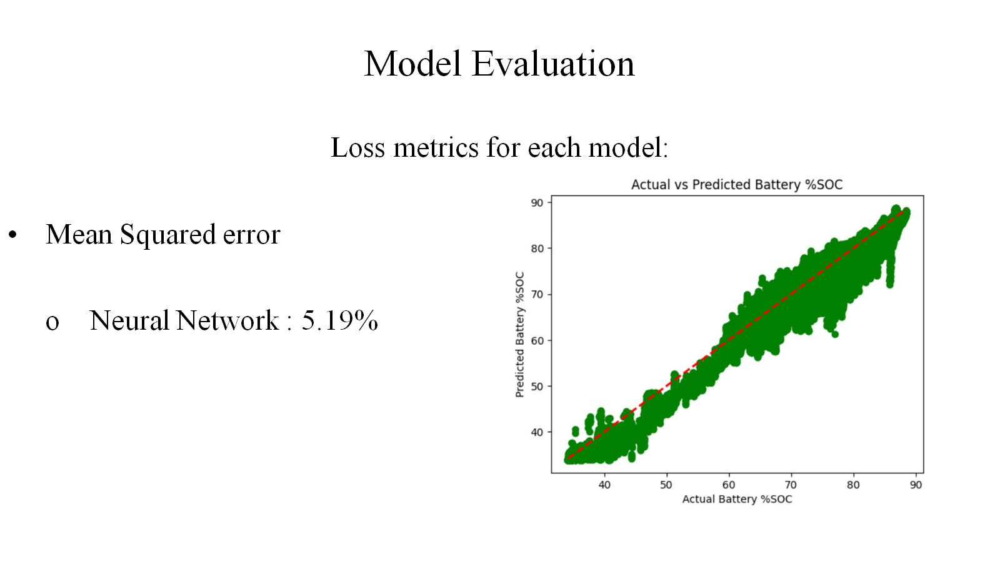 Model Evaluation
Loss metrics for each model:
• Mean Squared error
o Neural Network : 5.19%
Actual vs Predicted Battery %SOC
Predicted Battery %SOC
90
80
70
60
50
40
40 50 60 70 80 90
Actual Battery %SOC